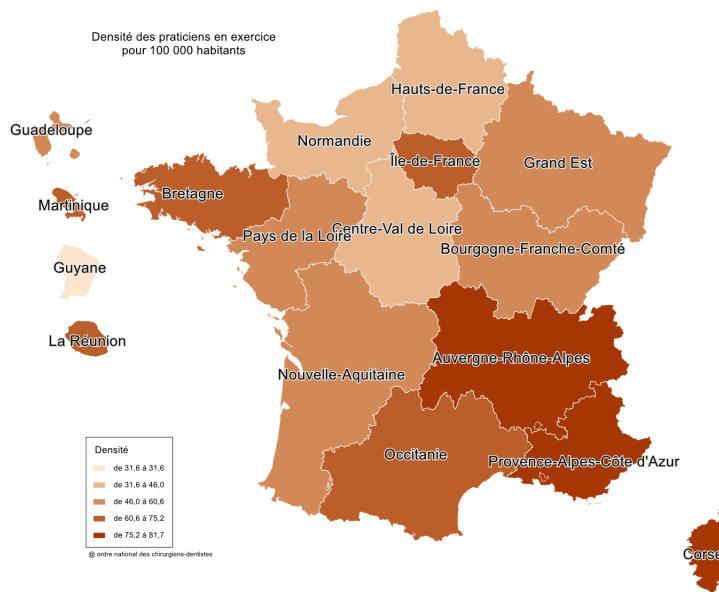 Densité des praticiens en exercice
pour 100 000 habitants
Hauts-de-France
Guadeloupe
Normandie
Île-de-France
Grand Est
Bretagne
Martinique
Centre-Val de Loire
Pays de la Loire
Bourgogne-Franche-Comté
Guyane
La Réunion
Auvergne-Rhône-Alpes
Nouvelle-Aquitaine
Occitanie
Provence-Alpes-Côte d'Azur
Corse
Densité
de 31,6 à 31,6
de 31,6 à 46,0
de 46,0 à 60,6
de 60,6 à 75,2
de 75,2 à 81,7
@ ordre national des chirurgiens-dentistes